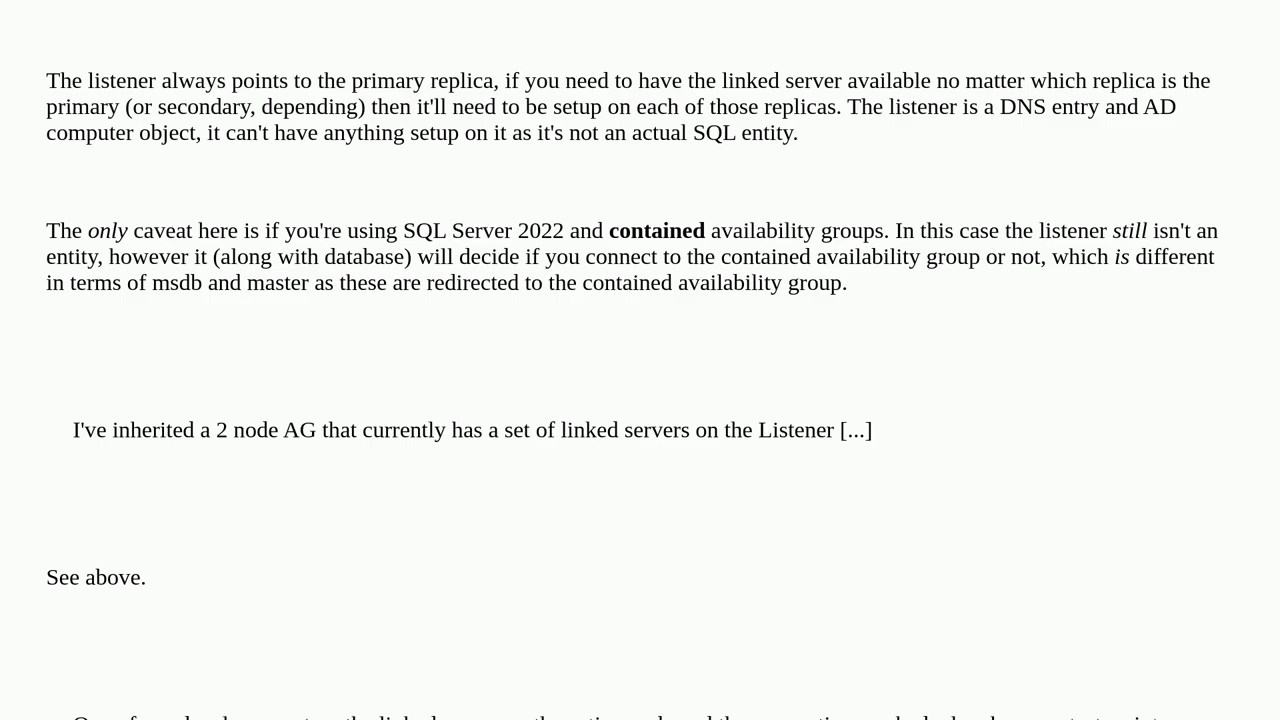 The listener always points to the primary replica, if you need to have the linked server available no matter which replica is the
primary (or secondary, depending) then it'll need to be setup on each of those replicas. The listener is a DNS entry and AD
computer object, it can't have anything setup on it as it's not an actual SQL entity.
The only caveat here is if you're using SQL Server 2022 and contained availability groups. In this case the listener still isn't an
entity, however it (along with database) will decide if you connect to the contained availability group or not, which is different
in terms of msdb and master as these are redirected to the contained availability group.
I've inherited a 2 node AG that currently has a set of linked servers on the Listener [...]
See above.